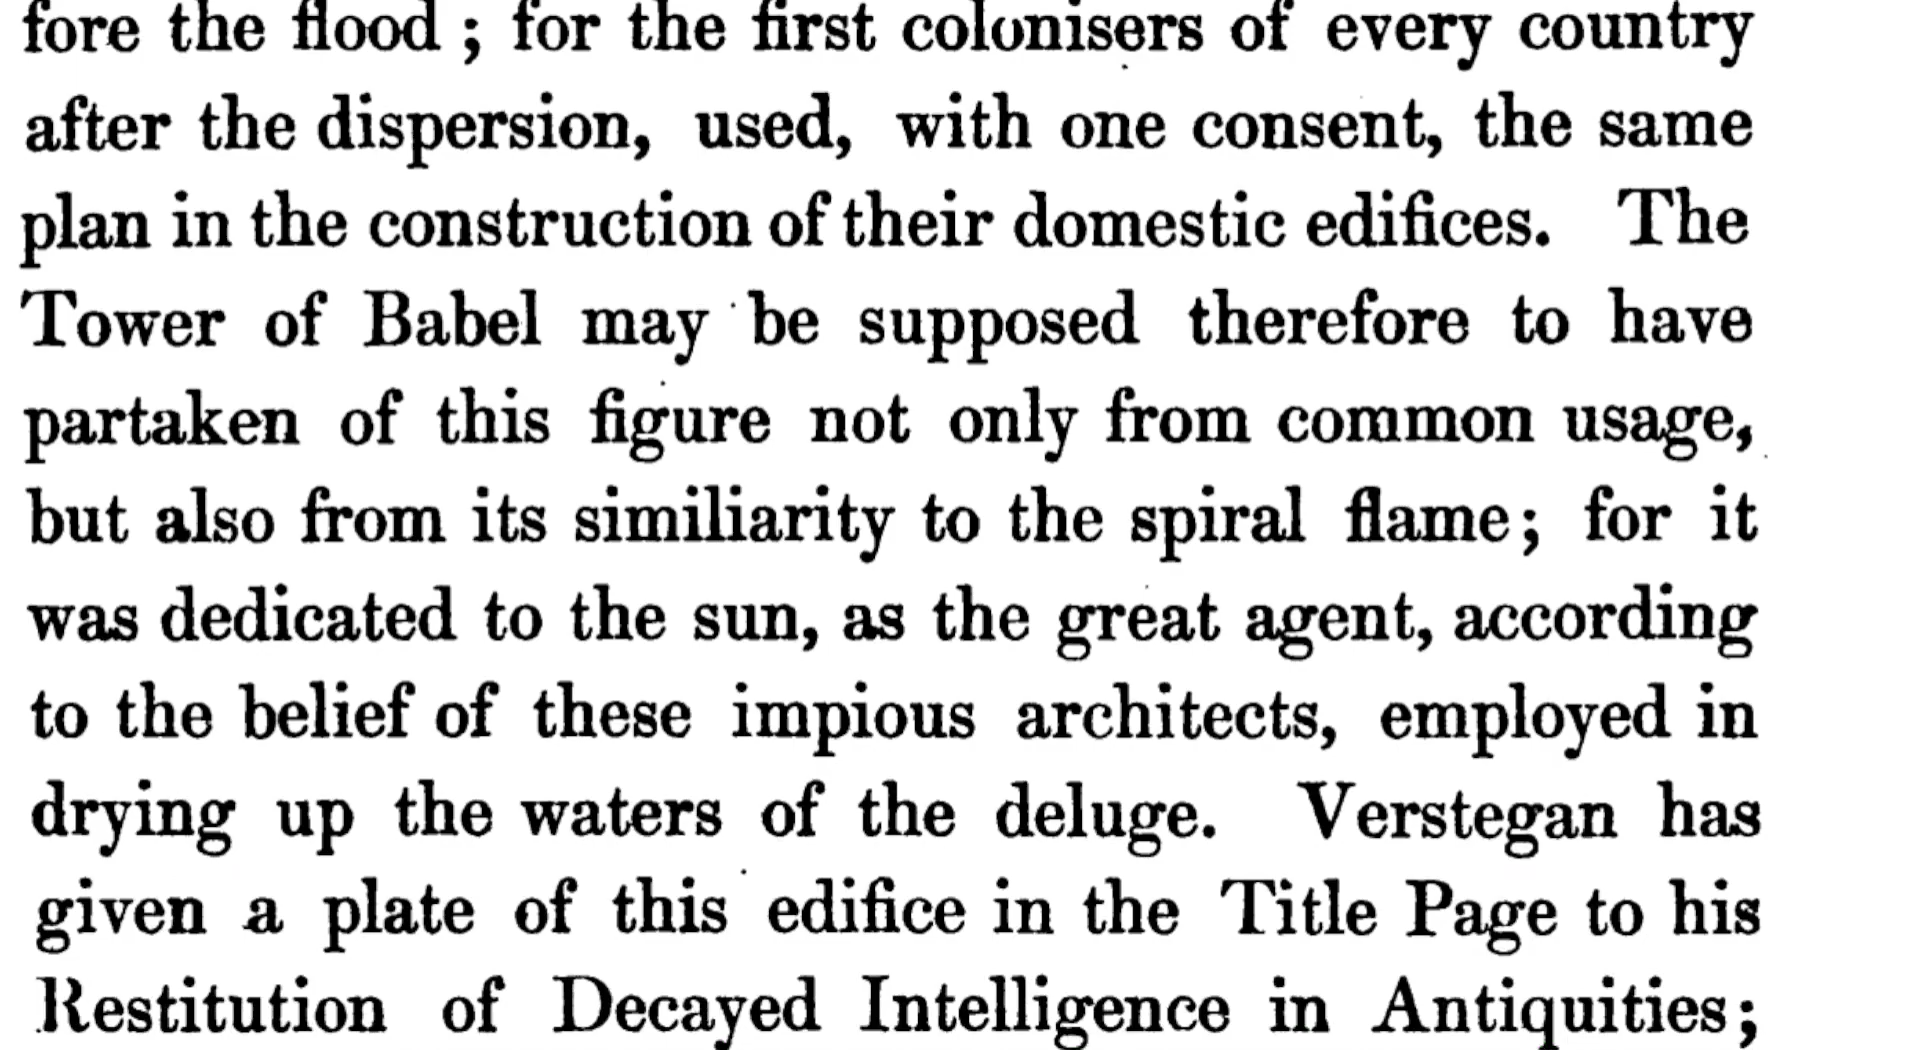 fore the flood ; for the first colonisers of every country
after the dispersion, used, with one consent, the same
plan in the construction of their domestic edifices. The
Tower of Babel may be supposed therefore to have
partaken of this figure not only from common usage,
but also from its similiarity to the spiral flame; for it
was dedicated to the sun, as the great agent, according
to the belief of these impious architects, employed in
drying up the waters of the deluge. Verstegan has
given a plate of this edifice in the Title Page to his
Restitution of Decayed Intelligence in Antiquities;